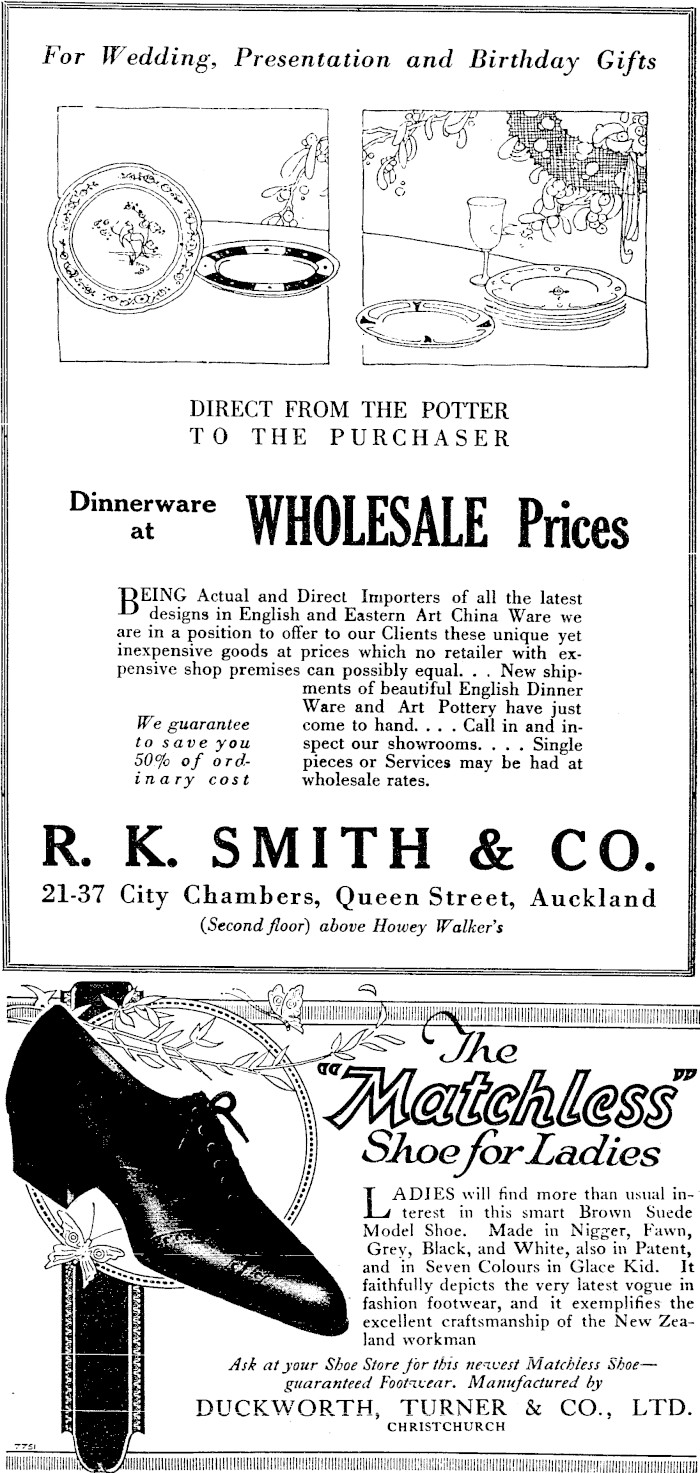 For Wedding, Presentation and Birthday Gifts
DIRECT FROM THE POTTER
TO THE PURCHASER
Dinnerware
at
WHOLESALE Prices
BEING Actual and Direct Importers of all the latest
designs in English and Eastern Art China Ware we
are in a position to offer to our Clients these unique yet
inexpensive goods at prices which no retailer with ex-
pensive shop premises can possibly equal. . . New ship-
ments of beautiful English Dinner
Ware and Art Pottery have just
come to hand. . . . Call in and in-
spect our showrooms. . . . Single
pieces or Services may be had at
wholesale rates.
We guarantee
to save you
50% of ord-
inary cost
R. K. SMITH & CO.
21-37 City Chambers, Queen Street, Auckland
(Second floor) above Howey Walker's
The
"Matchless"
Shoe for Ladies
LADIES will find more than usual in-
terest in this smart Brown Suede
Model Shoe. Made in Nigger, Fawn,
Grey, Black, and White, also in Patent,
and in Seven Colours in Glace Kid. It
faithfully depicts the very latest vogue in
fashion footwear, and it exemplifies the
excellent craftsmanship of the New Zea-
land workman
Ask at your Shoe Store for this newest Matchless Shoe—
guaranteed Footwear. Manufactured by
DUCKWORTH, TURNER & CO., LTD.
CHRISTCHURCH
7751